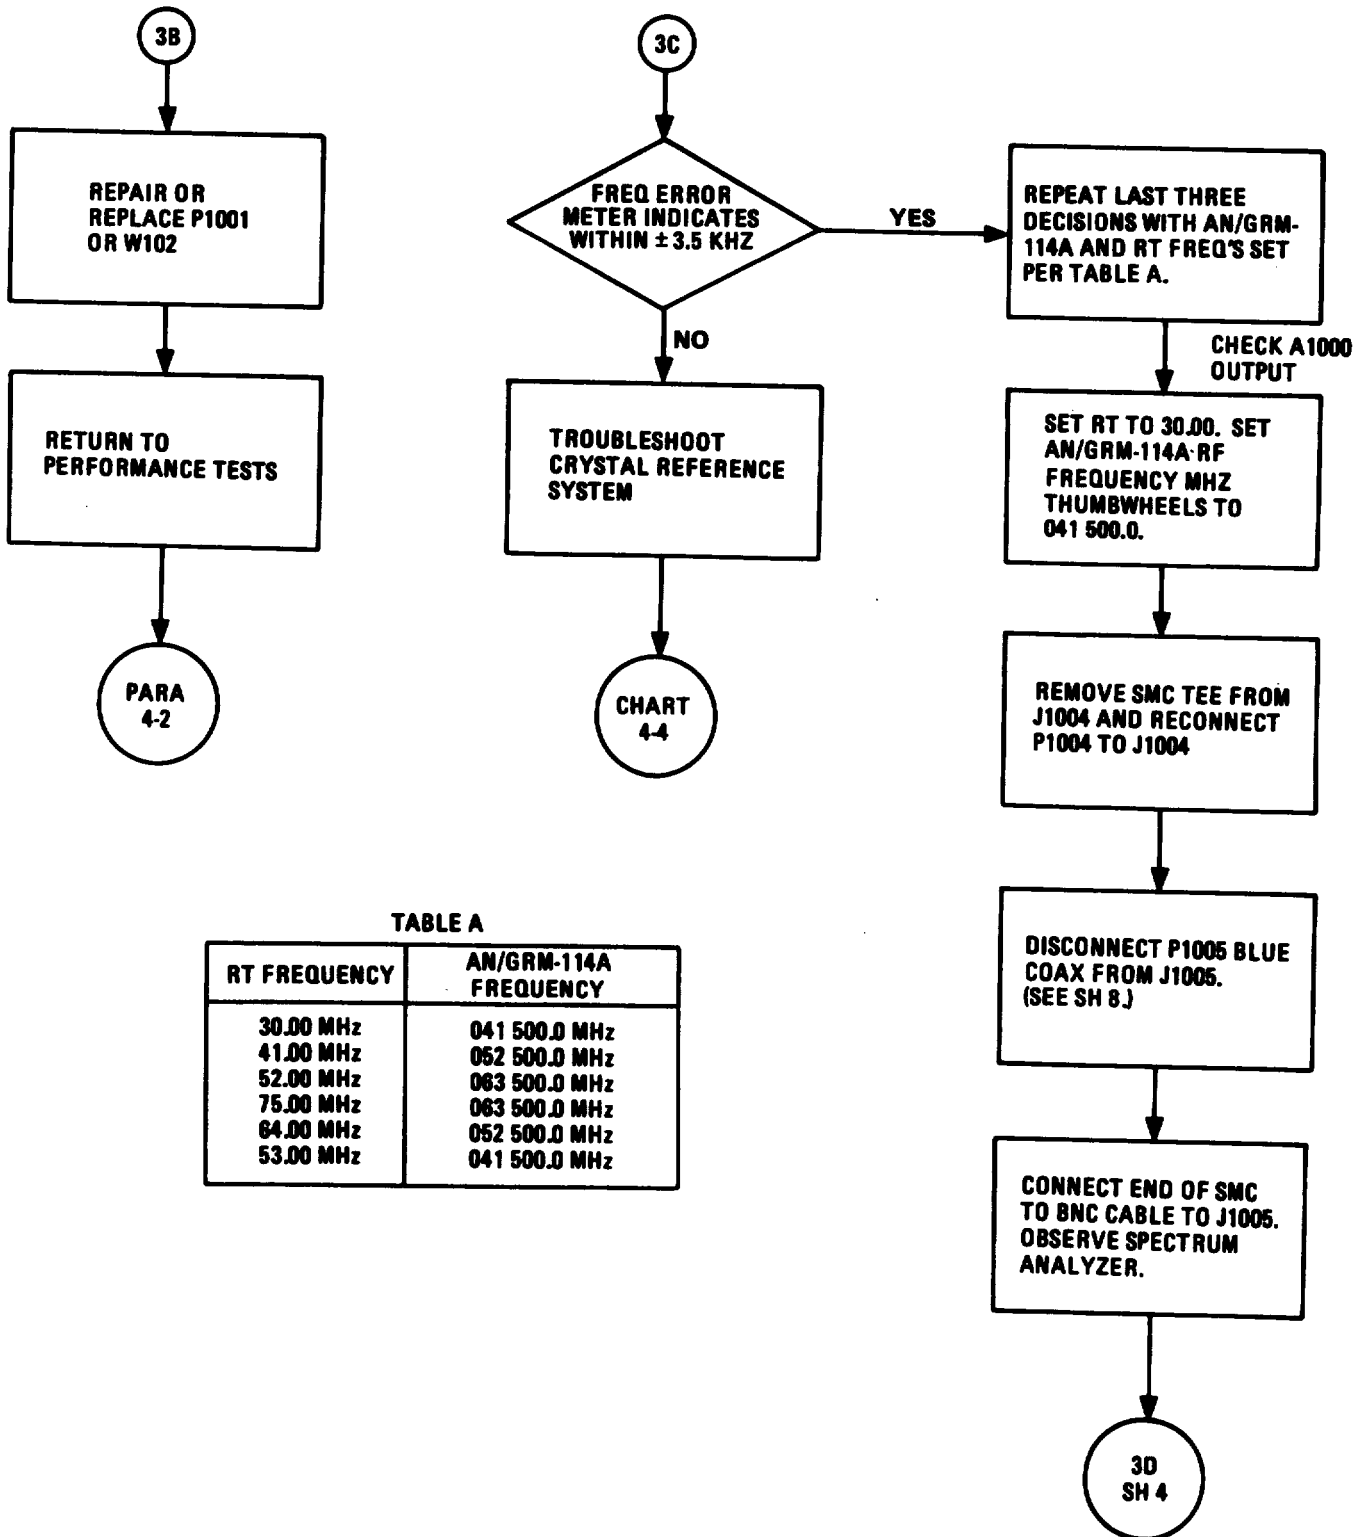 3B
REPAIR OR
REPLACE P1001
OR W102
RETURN TO
PERFORMANCE TESTS
PARA
4-2
3C
FREQ ERROR
METER INDICATES
WITHIN ± 3.5 KHZ
YES
NO
TROUBLESHOOT
CRYSTAL REFERENCE
SYSTEM
CHART
4-4
REPEAT LAST THREE
DECISIONS WITH AN/GRM-
114A AND RT FREQ'S SET
PER TABLE A.
CHECK A1000
OUTPUT
SET RT TO 30.00. SET
AN/GRM-114A RF
FREQUENCY MHZ
THUMBWHEELS TO
041 500.0.
REMOVE SMC TEE FROM
J1004 AND RECONNECT
P1004 TO J1004
DISCONNECT P1005 BLUE
COAX FROM J1005.
(SEE SH 8.)
CONNECT END OF SMC
TO BNC CABLE TO J1005.
OBSERVE SPECTRUM
ANALYZER.
3D
SH 4
TABLE A
RT FREQUENCY AN/GRM-114A FREQUENCY
30.00 MHz 041 500.0 MHz
41.00 MHz 052 500.0 MHz
52.00 MHz 063 500.0 MHz
75.00 MHz 063 500.0 MHz
64.00 MHz 052 500.0 MHz
53.00 MHz 041 500.0 MHz